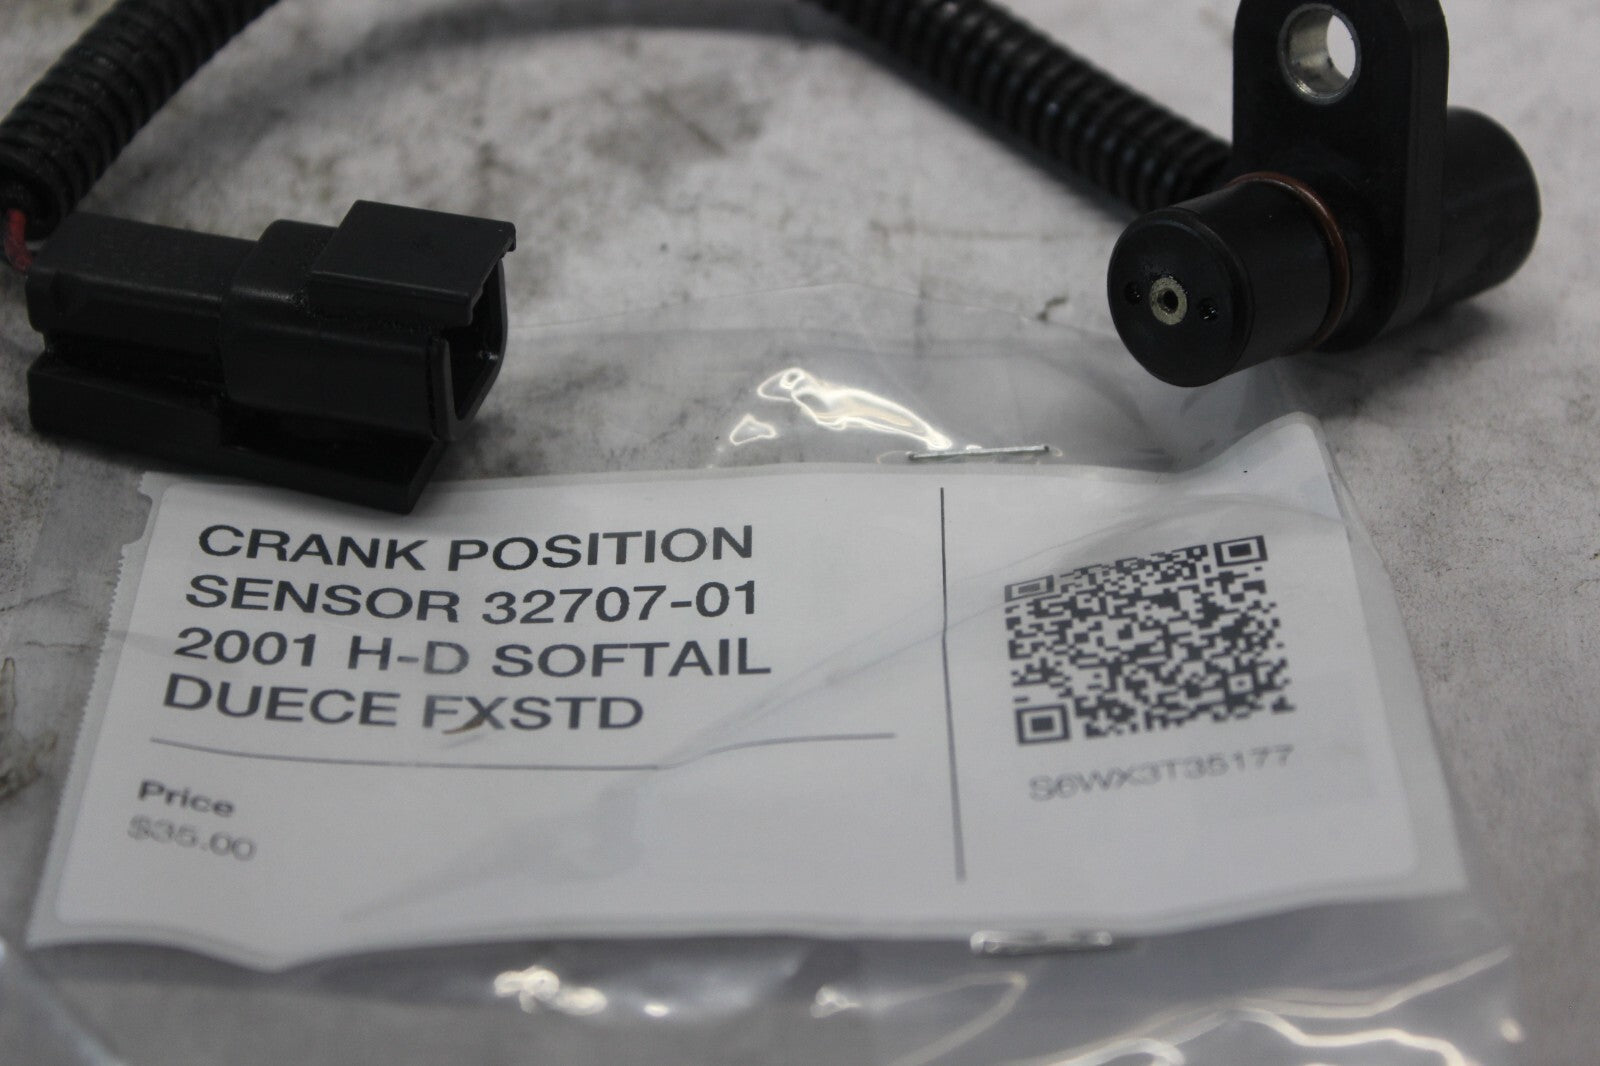 CRANK POSITION
SENSOR 32707-01
2001 H-D SOFTAIL
DUECE FXSTD
Price
$35.00
S6WX3T35177